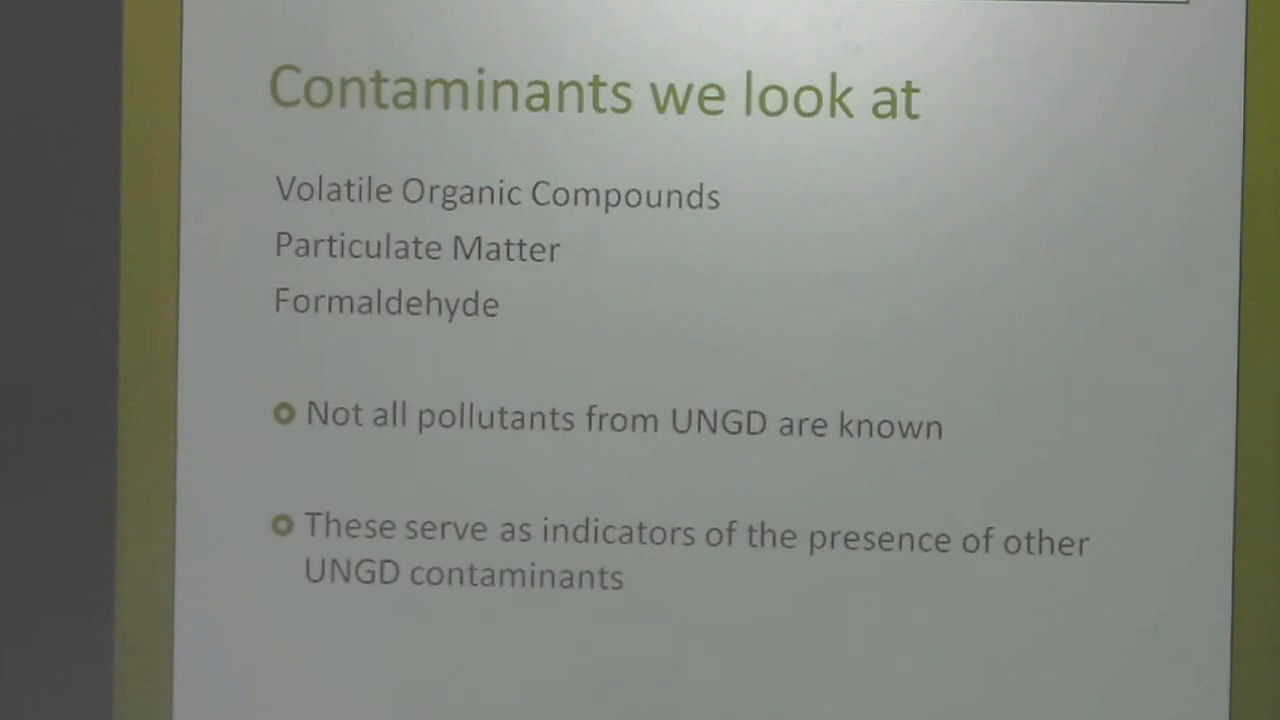 Contaminants we look at
Volatile Organic Compounds
Particulate Matter
Formaldehyde
Not all pollutants from UNGD are known
These serve as indicators of the presence of other
UNGD contaminants